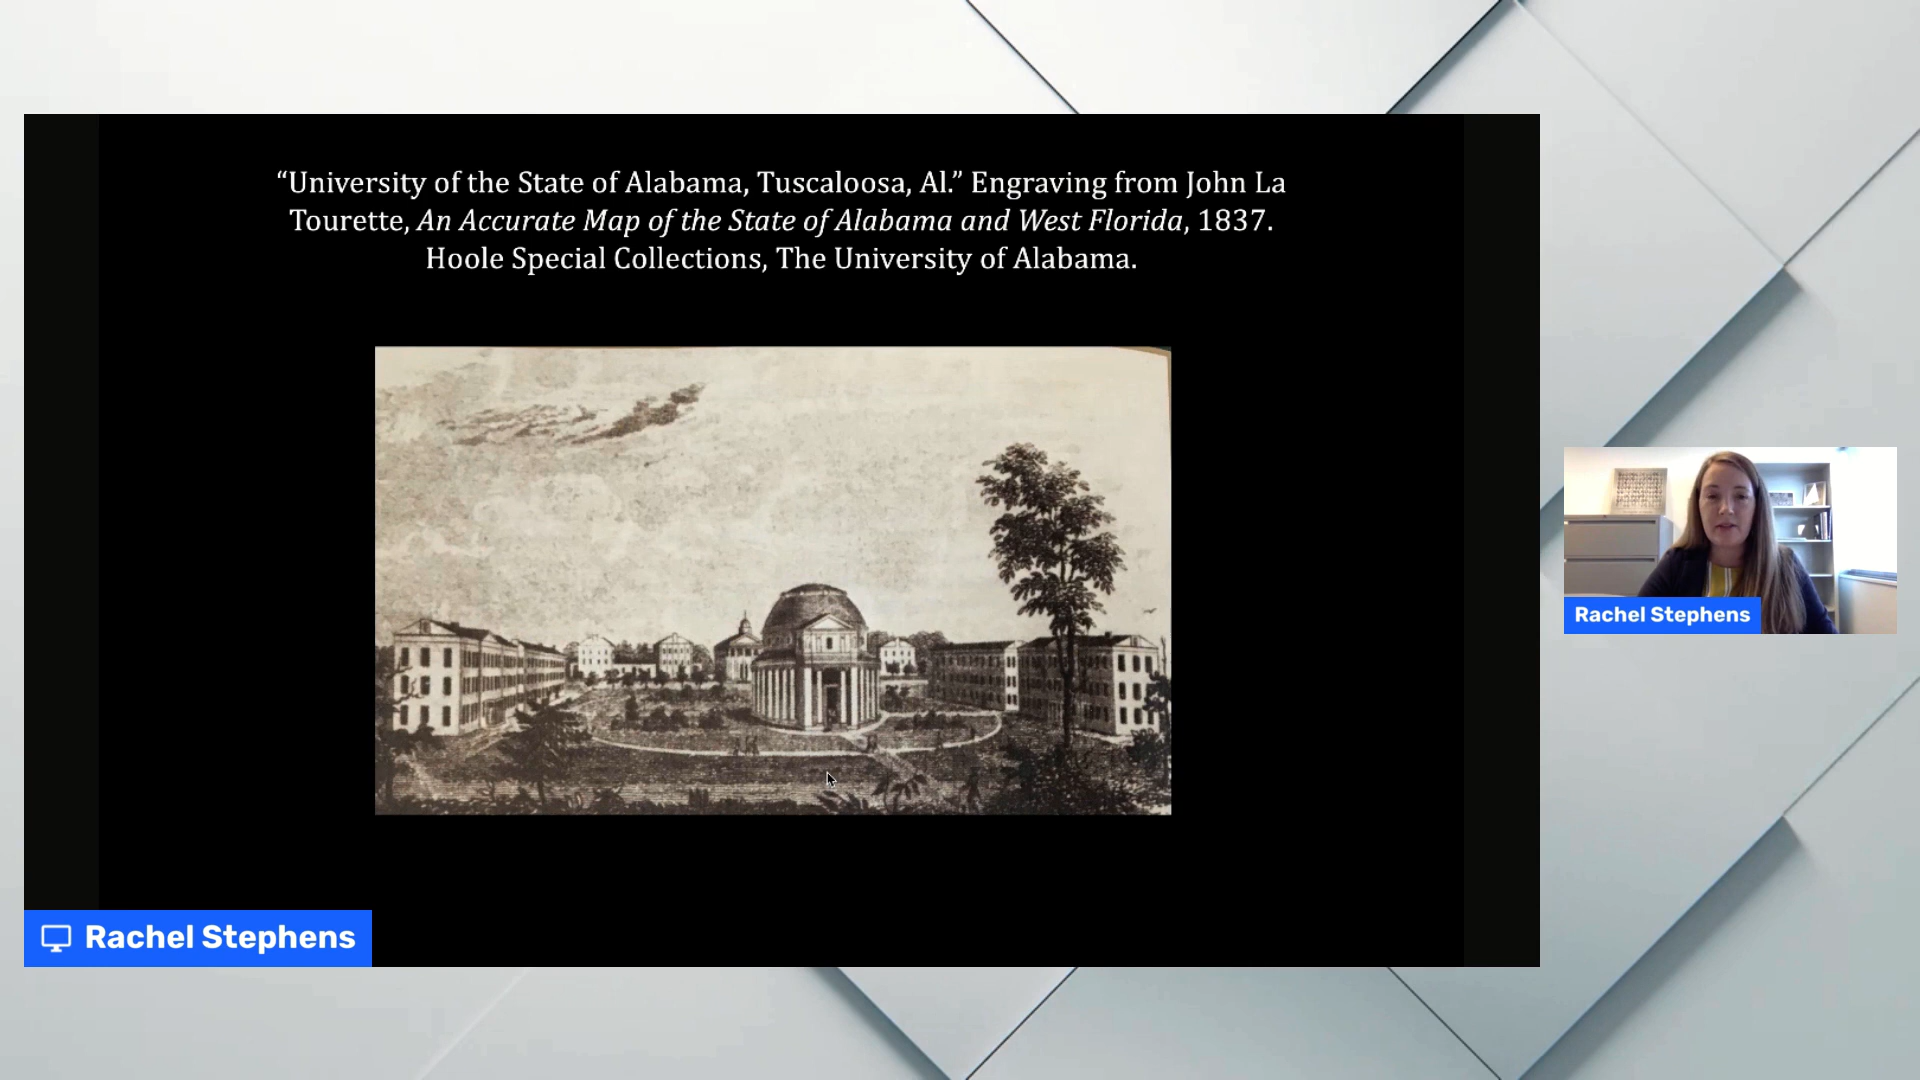 “University of the State of Alabama, Tuscaloosa, Al.” Engraving from John La
Tourette, An Accurate Map of the State of Alabama and West Florida, 1837.
Hoole Special Collections, The University of Alabama.
Rachel Stephens
Rachel Stephens